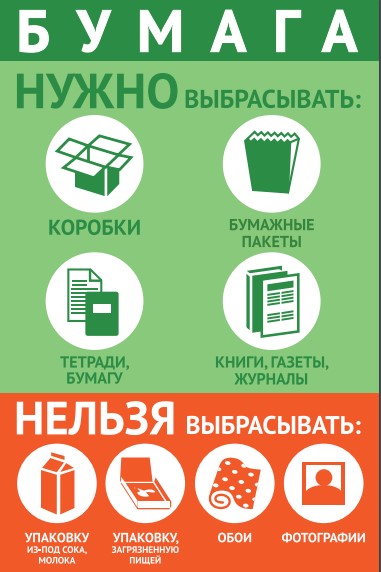 БУМАГА
НУЖНО ВЫБРАСЫВАТЬ:
КОРОБКИ
БУМАЖНЫЕ
ПАКЕТЫ
ТЕТРАДИ,
БУМАГУ
КНИГИ, ГАЗЕТЫ,
ЖУРНАЛЫ
НЕЛЬЗЯ ВЫБРАСЫВАТЬ:
УПАКОВКУ
ИЗ-ПОД СОКА,
МОЛОКА
УПАКОВКУ,
ЗАГРЯЗНЕННУЮ
ПИЩЕЙ
ОБОИ
ФОТОГРАФИИ